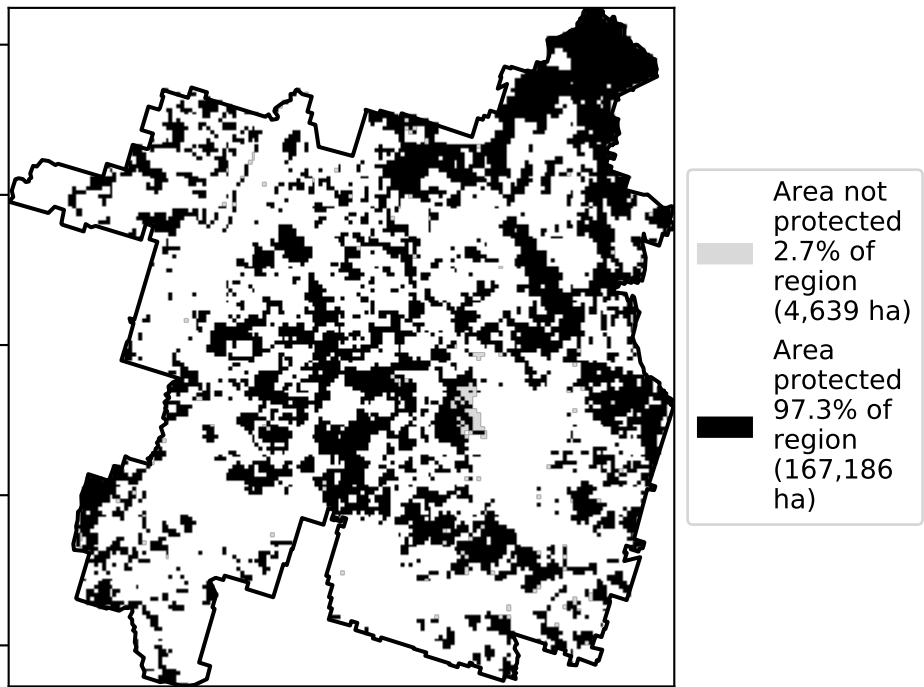 Area not
protected
2.7% of
region
(4,639 ha)
Area
protected
97.3% of
region
(167,186
ha)